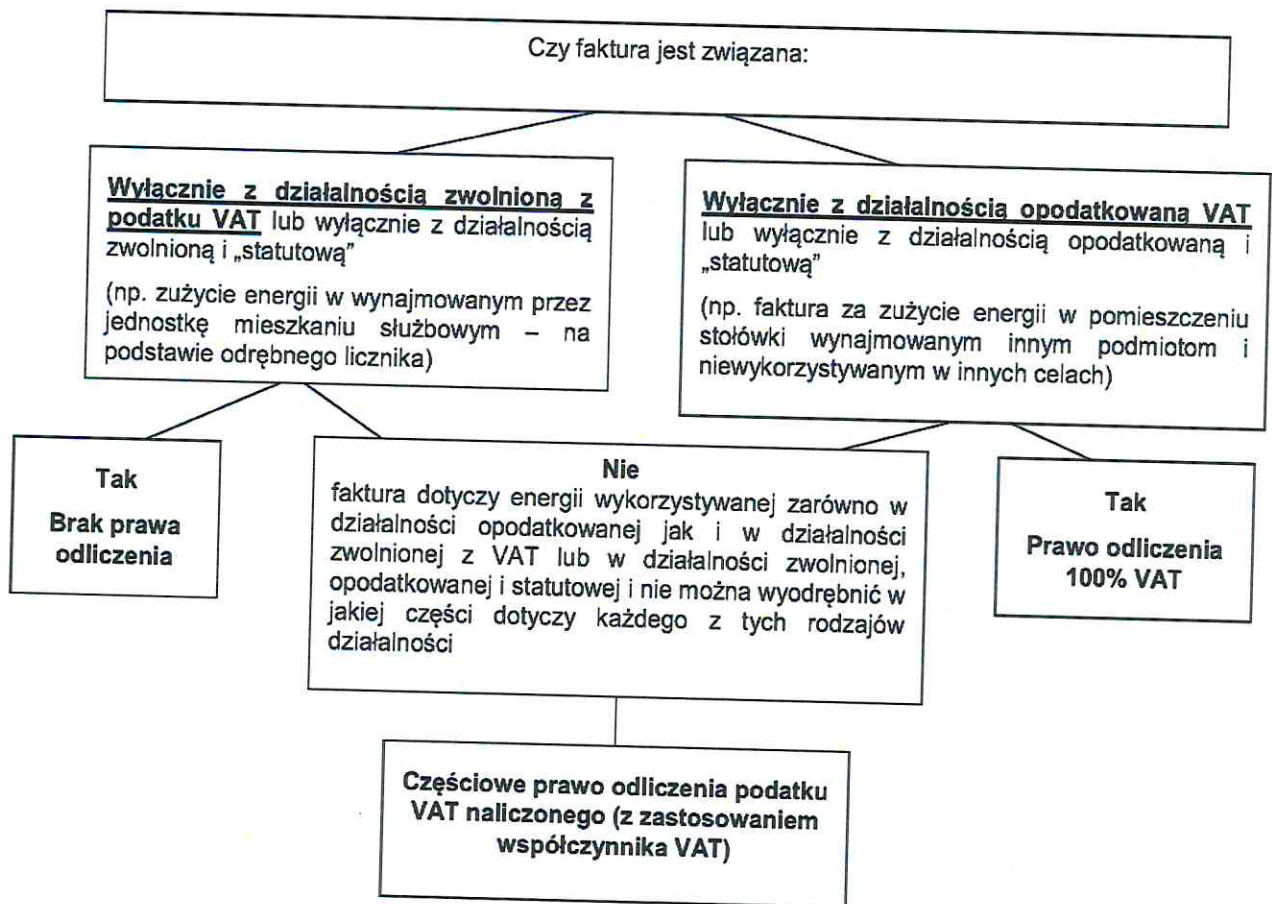 Czy faktura jest związana:
Wyłącznie z działalnością zwolnioną z
podatku VAT lub wyłącznie z działalnością
zwolnioną i „statutową”
(np. zużycie energii w wynajmowanym przez
jednostkę mieszkaniu służbowym – na
podstawie odrębnego licznika)
Wyłącznie z działalnością opodatkowaną VAT
lub wyłącznie z działalnością opodatkowaną i
„statutową”
(np. faktura za zużycie energii w pomieszczeniu
stołówki wynajmowanym innym podmiotom i
niewykorzystywanym w innych celach)
Tak
Brak prawa
odliczenia
Nie
faktura dotyczy energii wykorzystywanej zarówno w
działalności opodatkowanej jak i w działalności
zwolnionej z VAT lub w działalności zwolnionej,
opodatkowanej i statutowej i nie można wyodrębnić w
jakiej części dotyczy każdego z tych rodzajów
działalności
Tak
Prawo odliczenia
100% VAT
Częściowe prawo odliczenia podatku
VAT naliczonego (z zastosowaniem
współczynnika VAT)